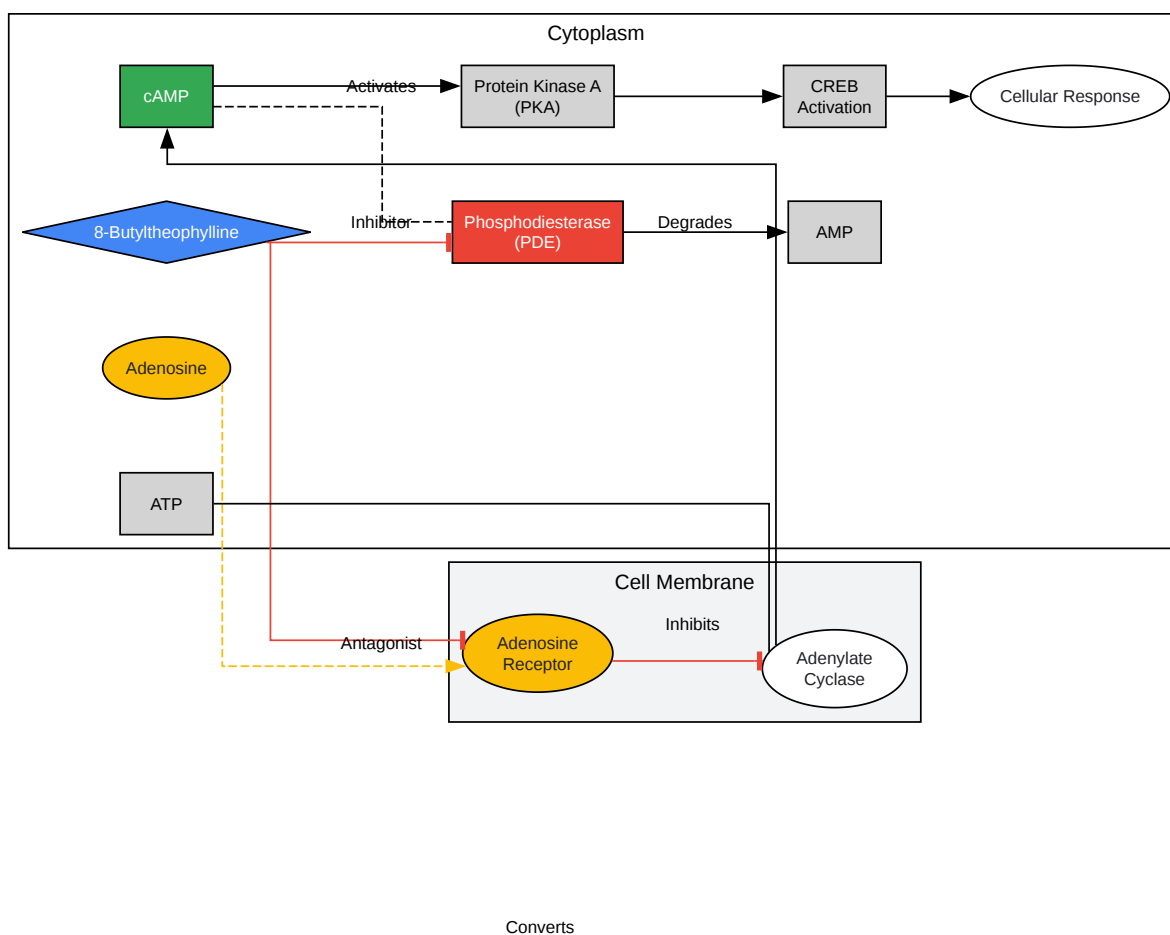 Cytoplasm
cAMP
Activates
Protein Kinase A
(PKA)
CREB
Activation
Cellular Response
8-Butyltheophylline
Inhibitor
Phosphodiesterase
(PDE)
Degrades
AMP
Adenosine
ATP
Cell Membrane
Inhibits
Antagonist
Adenosine
Receptor
Adenylate
Cyclase
Converts